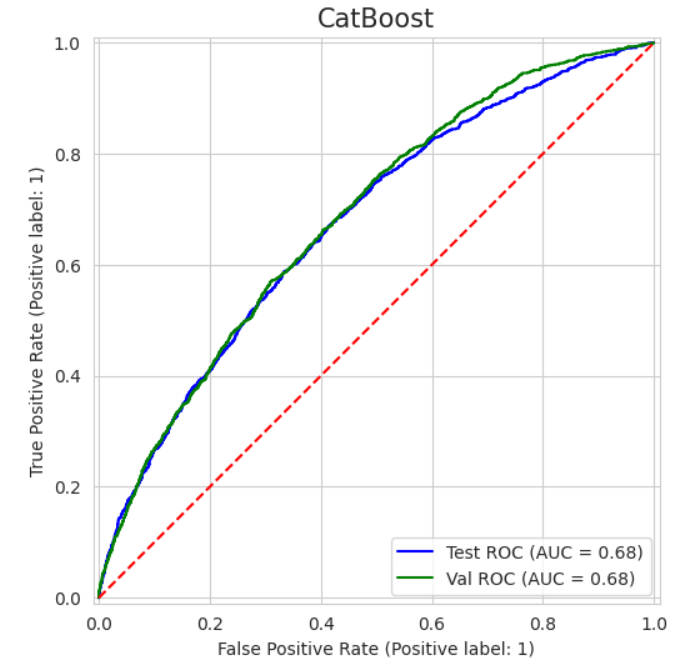 CatBoost
True Positive Rate (Positive label: 1)
1.0
0.8
0.6
0.4
0.2
0.0
Test ROC (AUC = 0.68)
Val ROC (AUC = 0.68)
0.0 0.2 0.4 0.6 0.8 1.0
False Positive Rate (Positive label: 1)